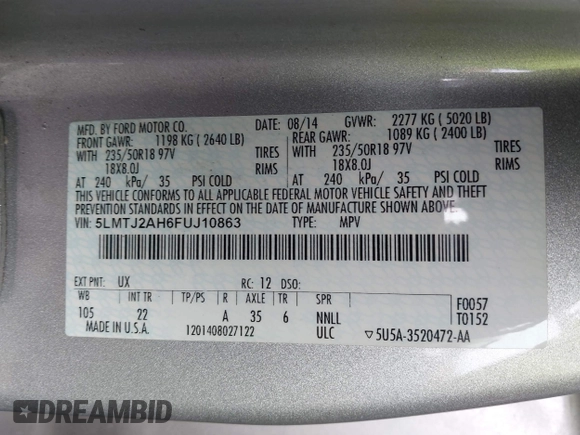 MFD. BY FORD MOTOR CO.
DATE: 08/14 GVWR: 2277 KG ( 5020 LB)
FRONT GAWR: 1198 KG ( 2640 LB) REAR GAWR: 1089 KG ( 2400 LB)
WITH 235/50R18 97V TIRES WITH 235/50R18 97V TIRES
18X8.0J RIMS 18X8.0J RIMS
AT 240 kPa/ 35 PSI COLD AT 240 kPa/ 35 PSI COLD
THIS VEHICLE CONFORMS TO ALL APPLICABLE FEDERAL MOTOR VEHICLE SAFETY AND THEFT
PREVENTION STANDARDS IN EFFECT ON THE DATE OF MANUFACTURE SHOWN ABOVE.
VIN: 5LMTJ2AH6FUJ10863 TYPE: MPV
EXT PNT: UX RC: 12 DSO:
WB INT TR TP/PS R AXLE TR SPR F0057
105 22 A 35 6 NNLL T0152
MADE IN U.S.A. 1201408027122 ULC ▽5U5A-3520472-AA
DREAMBID